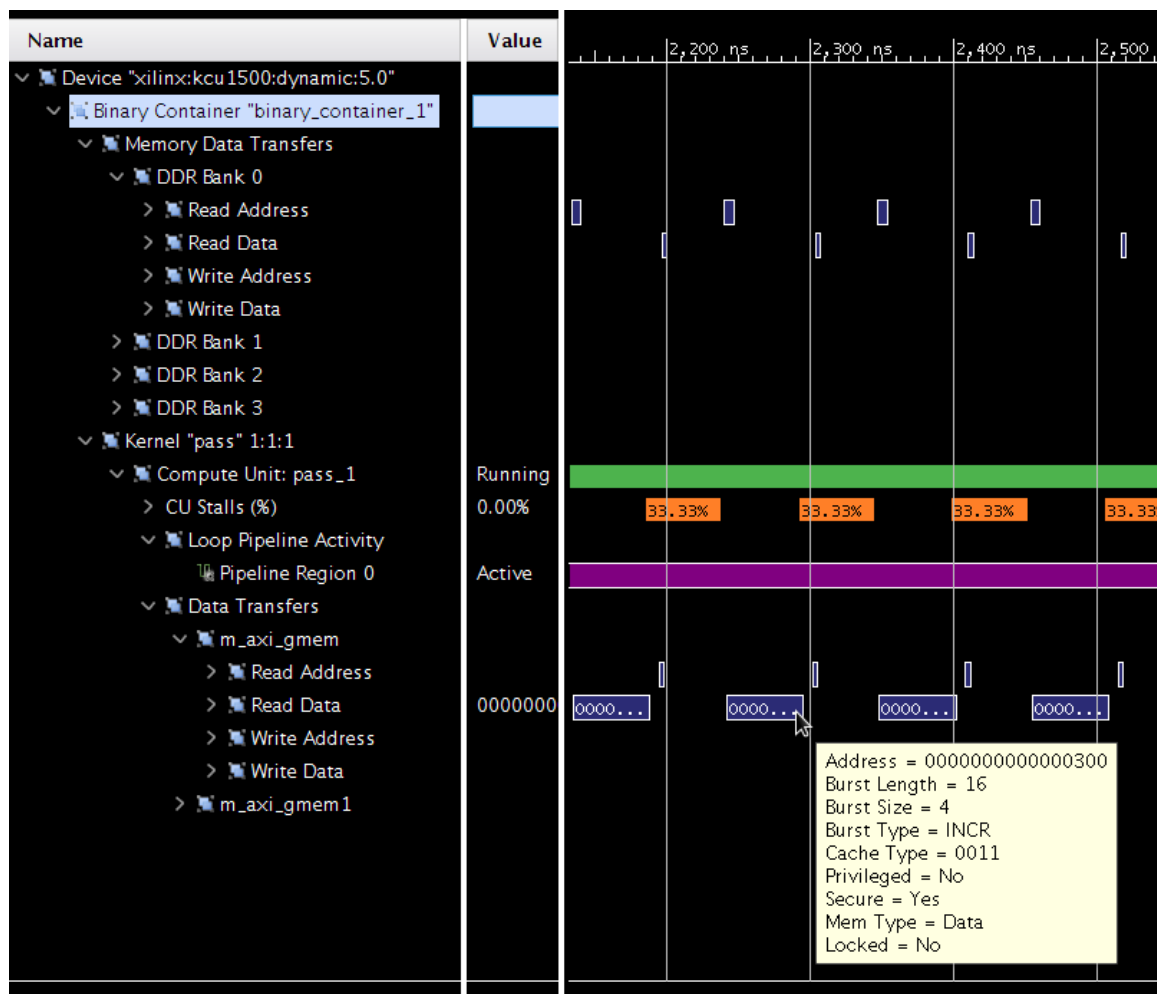 Name Value
2,200 ns 2,300 ns 2,400 ns 2,500
Device "xilinx:kcu1500:dynamic:5.0"
Binary Container "binary_container_1"
Memory Data Transfers
DDR Bank 0
Read Address
Read Data
Write Address
Write Data
DDR Bank 1
DDR Bank 2
DDR Bank 3
Kernel "pass" 1:1:1
Compute Unit: pass_1 Running
CU Stalls (%) 0.00% 33.33% 33.33% 33.33% 33.33
Loop Pipeline Activity
Pipeline Region 0 Active
Data Transfers
m_axi_gmem
Read Address
Read Data 0000000 0000... 0000... 0000... 0000...
Write Address
Write Data
m_axi_gmem1
Address = 0000000000000300
Burst Length = 16
Burst Size = 4
Burst Type = INCR
Cache Type = 0011
Privileged = No
Secure = Yes
Mem Type = Data
Locked = No